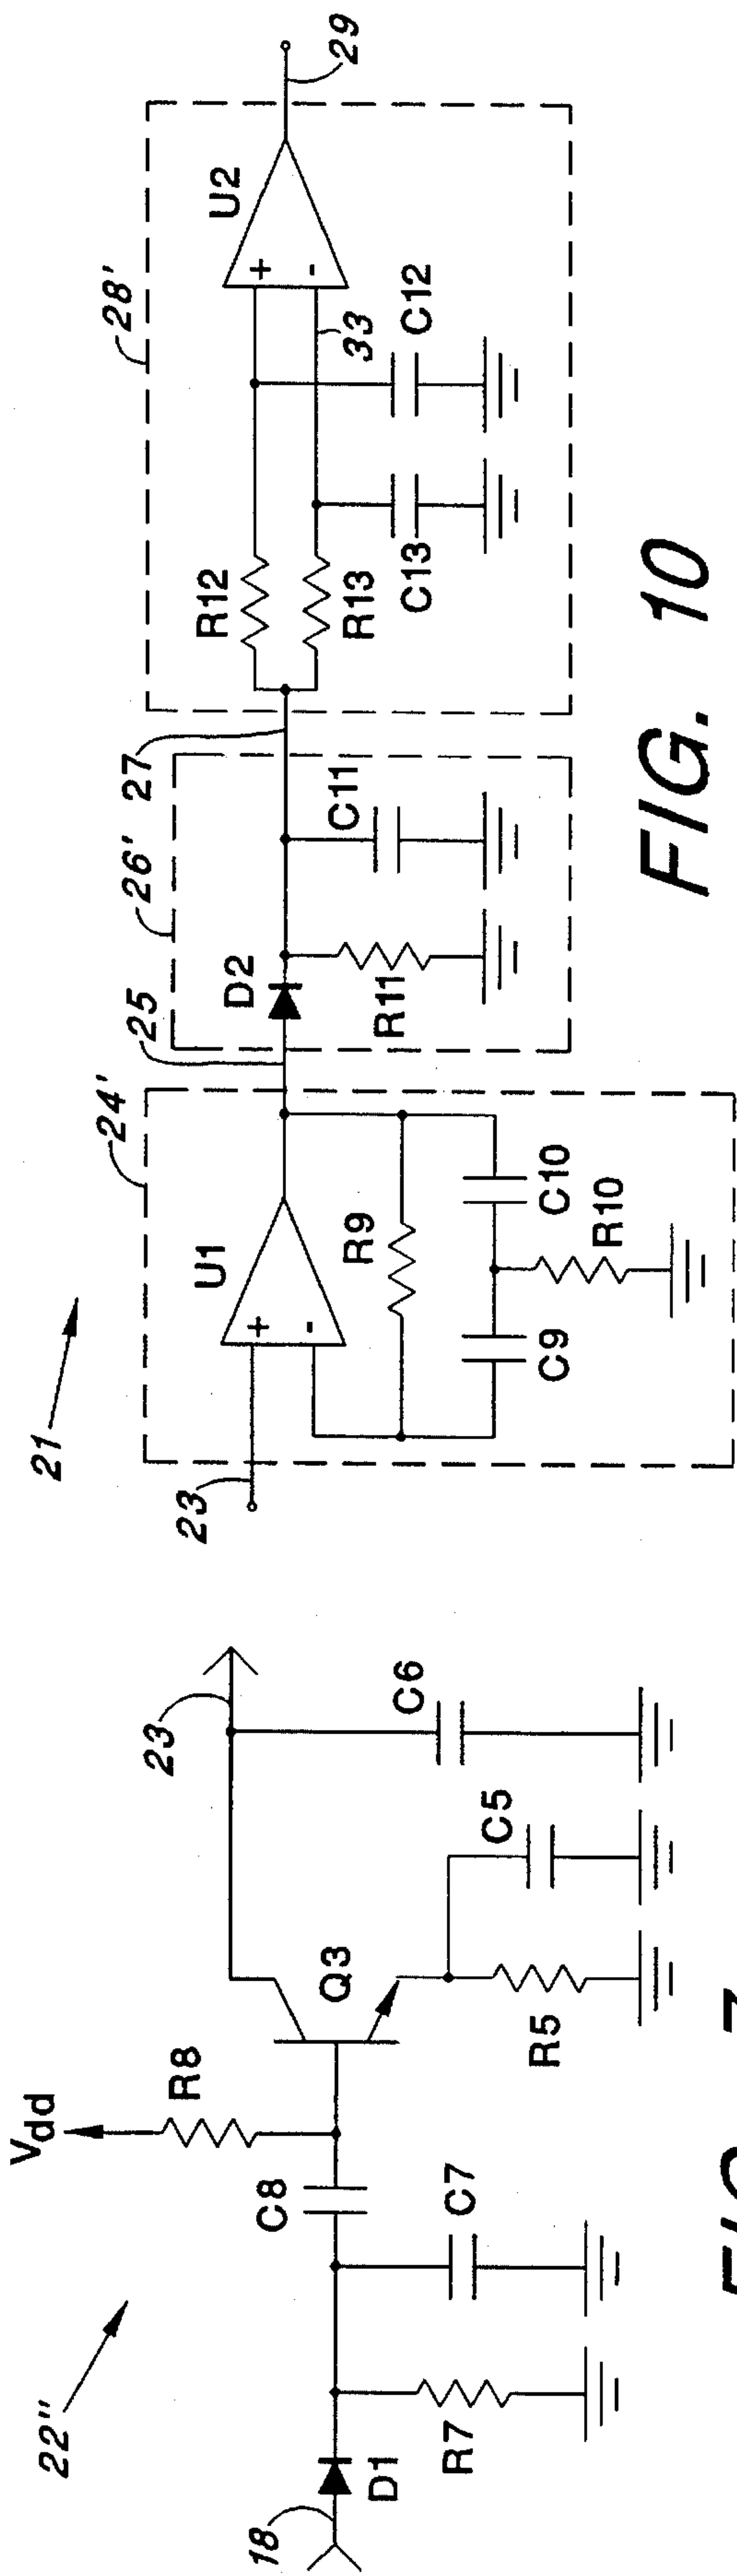 21
23
24'
U1
+
-
R9
C9
C10
R10
25
26'
D2
R11
C11
27
28'
R12
R13
C13
C12
33
+
-
U2
29
FIG. 10
22"
18
D1
R7
C7
C8
Vdd
R8
Q3
R5
C5
C6
23